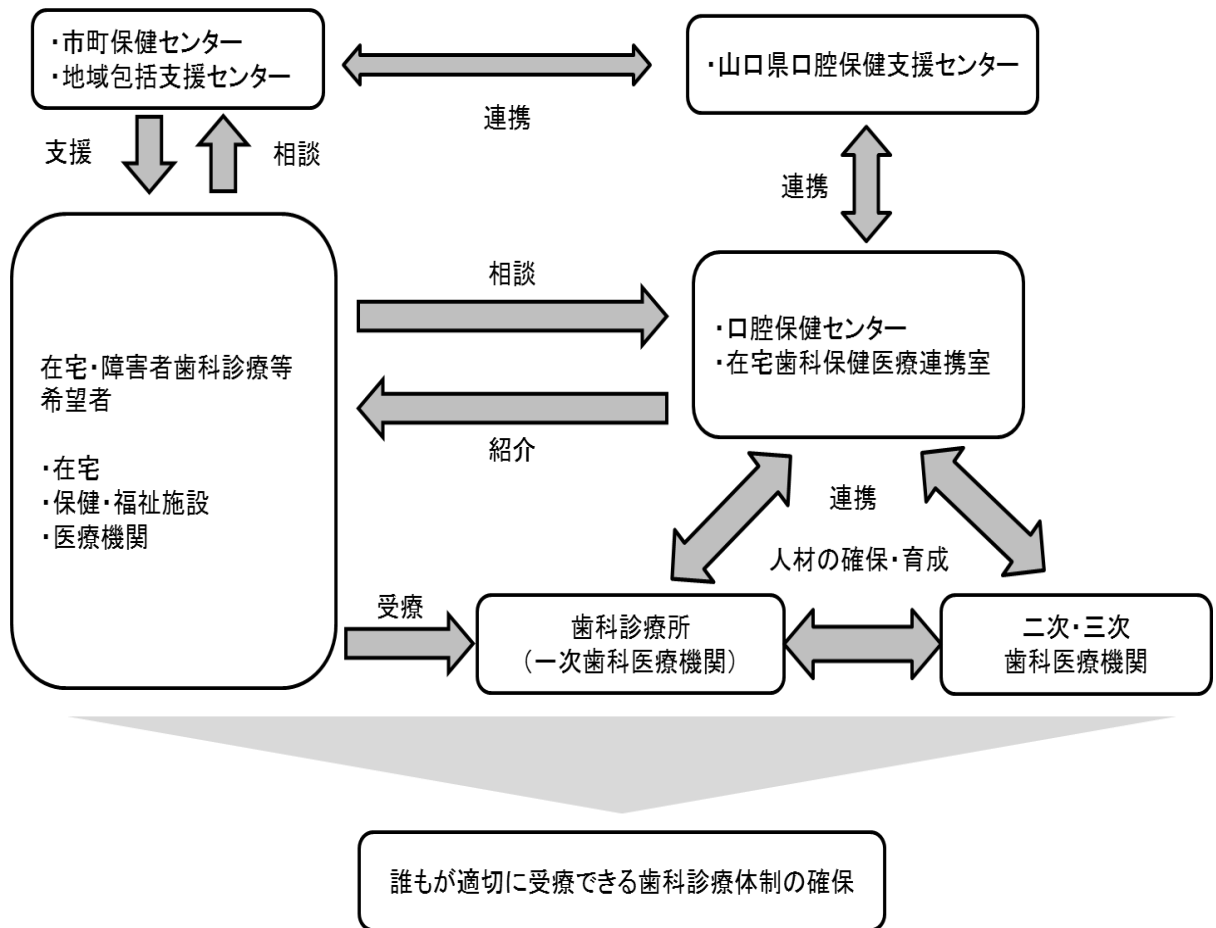 ・市町保健センター
・地域包括支援センター
・山口県口腔保健支援センター
連携
支援
相談
連携
相談
・口腔保健センター
・在宅歯科保健医療連携室
在宅・障害者歯科診療等
希望者
・在宅
・保健・福祉施設
・医療機関
紹介
連携
人材の確保・育成
受療
歯科診療所
（一次歯科医療機関）
二次・三次
歯科医療機関
誰もが適切に受療できる歯科診療体制の確保